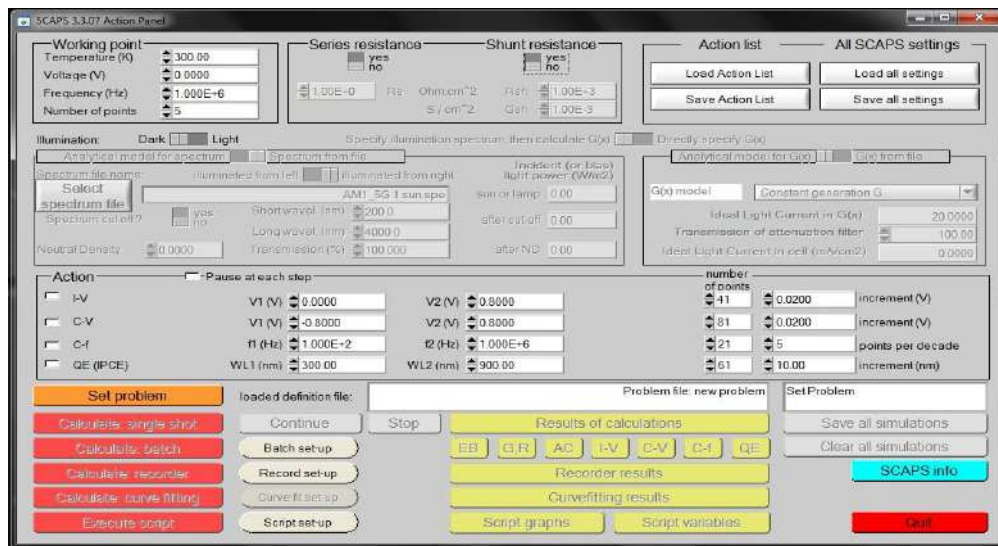 SCAPS 3.3.07 Action Panel
Working point
Temperature (K) 300.00
Voltage (V) 0.0000
Frequency (Hz) 1.000E+6
Number of points 5
Series resistance
yes
no
Shunt resistance
yes
no
1.00E+0 Rs Ohm.cm^2 Rsh 1.00E+3
S / cm^2 Gsh 1.00E-3
Action list
Load Action List
Save Action List
All SCAPS settings
Load all settings
Save all settings
Illumination: Dark Light Specify illumination spectrum, then calculate G(x) Directly specify G(x)
Analytical model for spectrum Spectrum from file
Spectrum file name: illuminated from left illuminated from right
Select
spectrum file
AM1_5G 1 sun.spe
Spectrum cut off?
yes
no
Short wavel. (nm) 200.0
Long wavel. (nm) 4000.0
Neutral Density 0.0000 Transmission (%) 100.000
Incident (or bias)
light power (W/m2)
sun or lamp 0.00
after cut off 0.00
after ND 0.00
Analytical model for G(x) G(x) from file
G(x) model Constant generation G
Ideal Light Current in G(x) 20.0000
Transmission of attenuation filter 100.00
Ideal Light Current in cell (mA/cm2) 0.0000
Action Pause at each step number
of points
I-V V1 (V) 0.0000 V2 (V) 0.8000 41 0.0200 increment (V)
C-V V1 (V) -0.8000 V2 (V) 0.8000 81 0.0200 increment (V)
C-f f1 (Hz) 1.000E+2 f2 (Hz) 1.000E+6 21 5 points per decade
QE (IPCE) WL1 (nm) 300.00 WL2 (nm) 900.00 61 10.00 increment (nm)
Set problem loaded definition file: Problem file: new problem Set Problem
Calculate: single shot Continue Stop Results of calculations Save all simulations
Calculate: batch Batch set-up EB G,R AC I-V C-V C-f QE Clear all simulations
Calculate: recorder Record set-up Recorder results SCAPS info
Calculate: curve fitting Curve fit set-up Curvefitting results
Execute script Script set-up Script graphs Script variables Quit